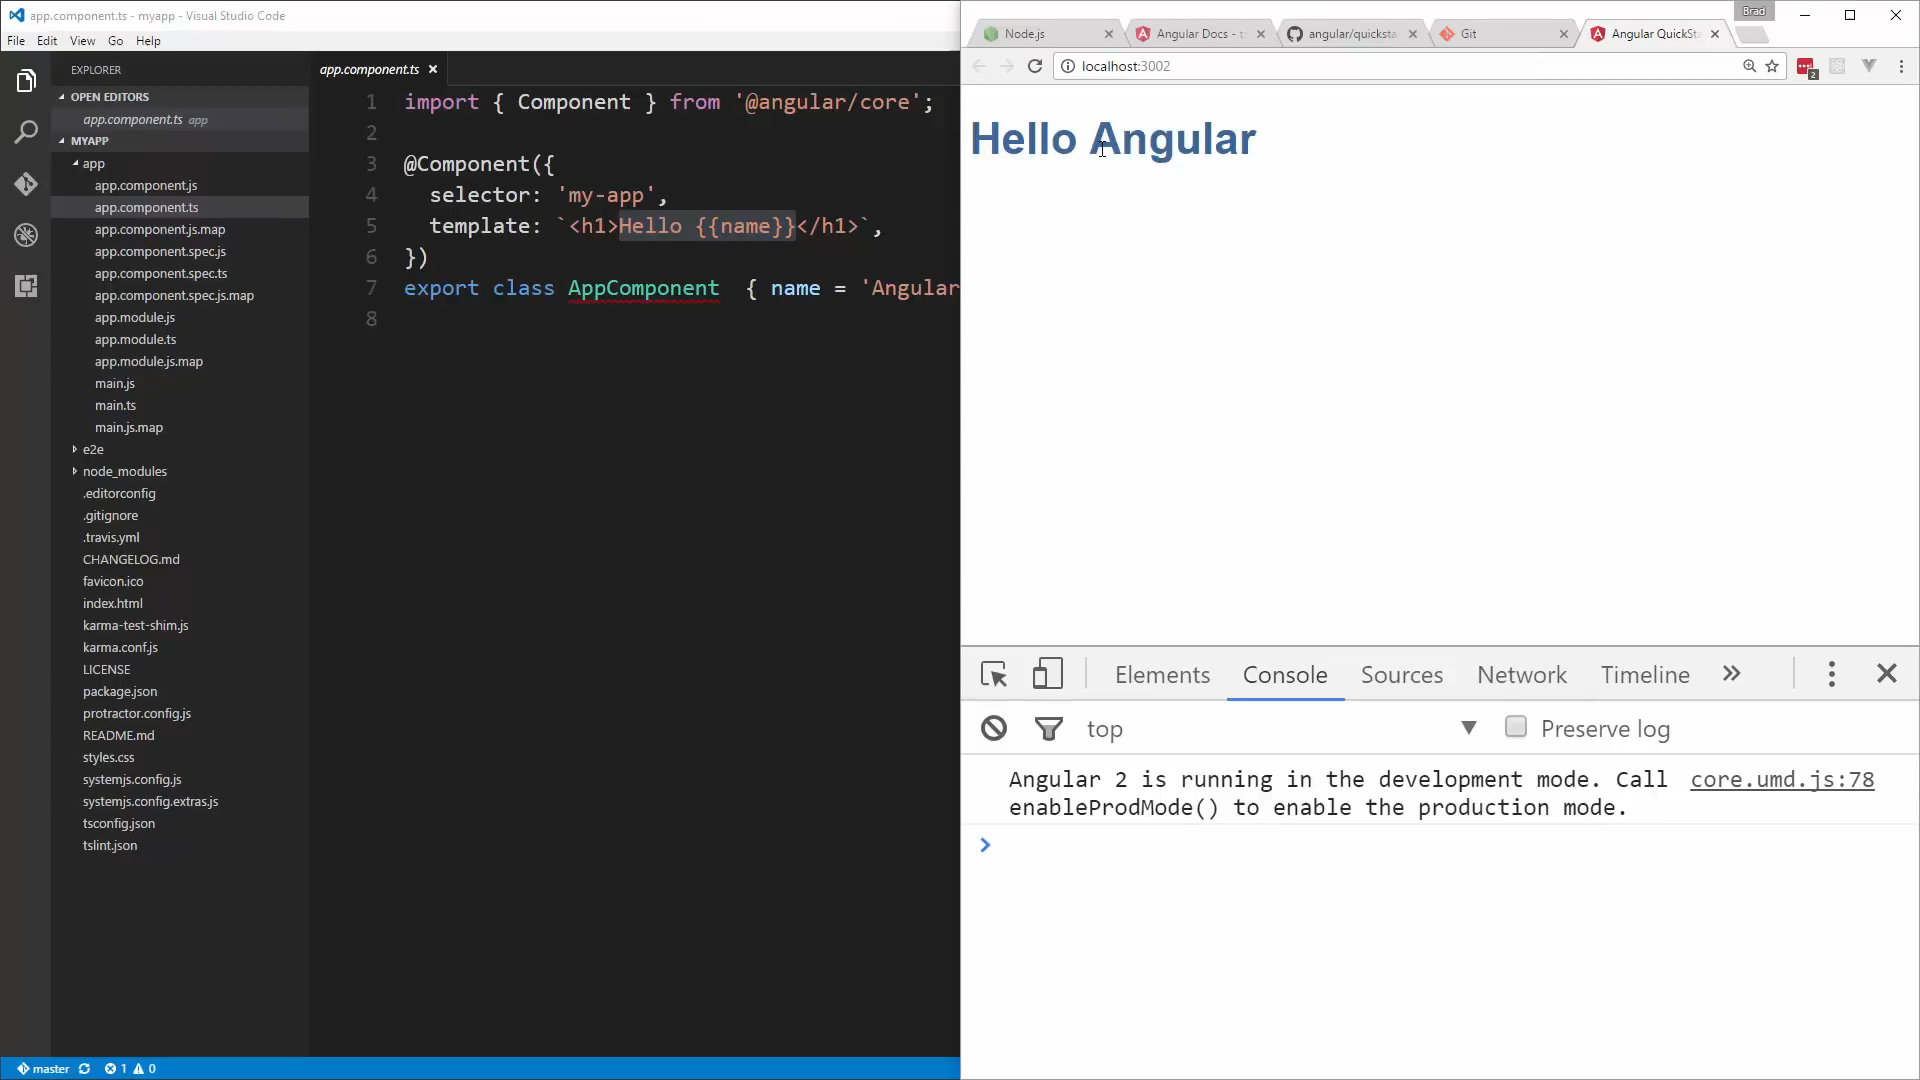 app.component.ts - myapp - Visual Studio Code
File Edit View Go Help
EXPLORER
OPEN EDITORS
app.component.ts app
MYAPP
app
app.component.js
app.component.ts
app.component.js.map
app.component.spec.js
app.component.spec.ts
app.component.spec.js.map
app.module.js
app.module.ts
app.module.js.map
main.js
main.ts
main.js.map
e2e
node_modules
.editorconfig
.gitignore
.travis.yml
CHANGELOG.md
favicon.ico
index.html
karma-test-shim.js
karma.conf.js
LICENSE
package.json
protractor.config.js
README.md
styles.css
systemjs.config.js
systemjs.config.extras.js
tsconfig.json
tslint.json
master 1 0
app.component.ts
1 import { Component } from '@angular/core';
2
3 @Component({
4 selector: 'my-app',
5 template: `<h1>Hello {{name}}</h1>`,
6 })
7 export class AppComponent { name = 'Angular
8
Brad
Node.js Angular Docs - t angular/quicksta Git Angular QuickSt
localhost:3002
2
Hello Angular
Elements Console Sources Network Timeline
top Preserve log
Angular 2 is running in the development mode. Call core.umd.js:78
enableProdMode() to enable the production mode.